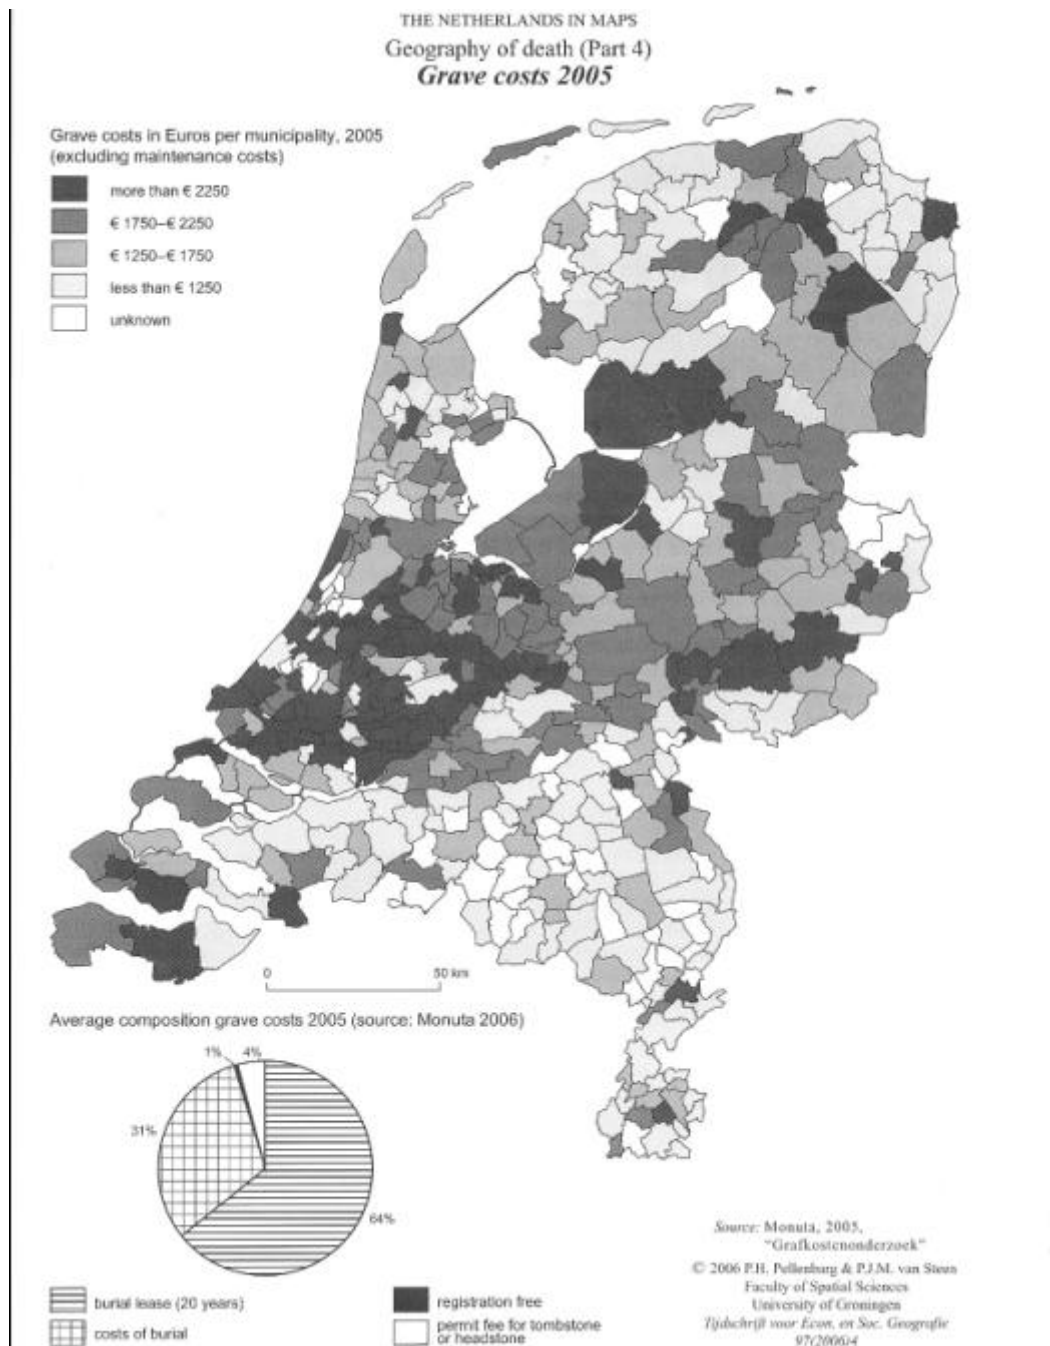 THE NETHERLANDS IN MAPS
Geography of death (Part 4)
Grave costs 2005
Grave costs in Euros per municipality, 2005
(excluding maintenance costs)
more than € 2250
€ 1750–€ 2250
€ 1250–€ 1750
less than € 1250
unknown
0 50 km
Average composition grave costs 2005 (source: Monuta 2006)
1% 4%
31%
64%
burial lease (20 years)
costs of burial
registration free
permit fee for tombstone
or headstone
Source: Monuta, 2005,
"Grafkostenonderzoek"
© 2006 P.H. Pellenbarg & P.J.M. van Steen
Faculty of Spatial Sciences
University of Groningen
Tijdschrift voor Econ. en Soc. Geografie
97(2006)4